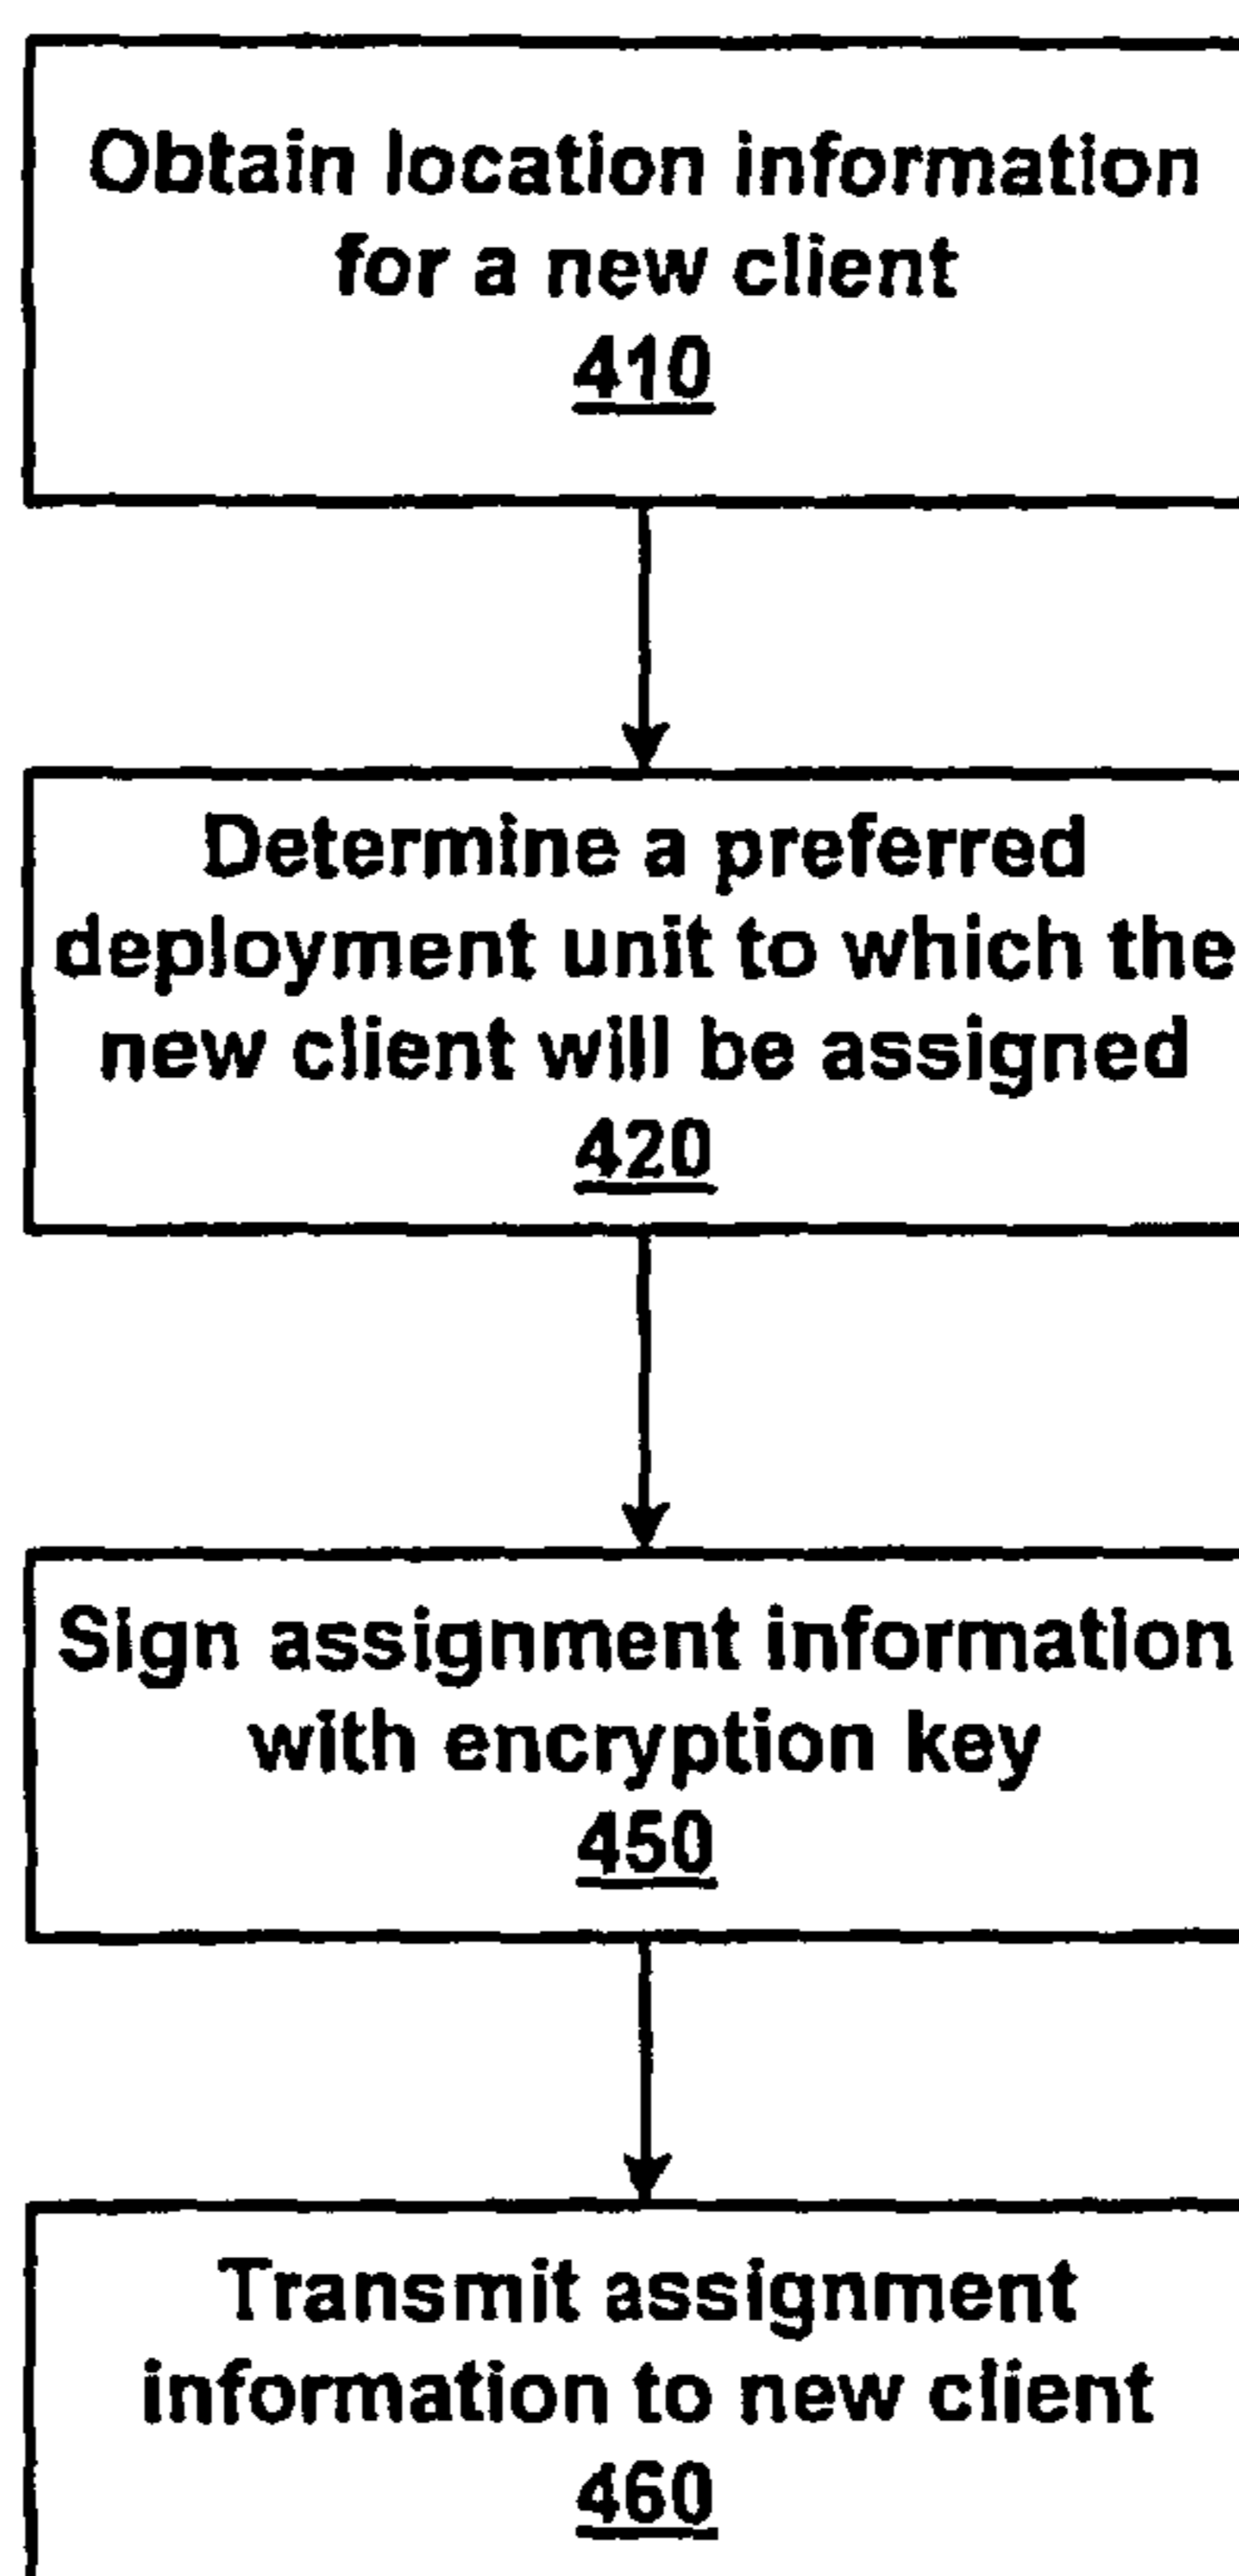 Obtain location information
for a new client
410
Determine a preferred
deployment unit to which the
new client will be assigned
420
Sign assignment information
with encryption key
450
Transmit assignment
information to new client
460